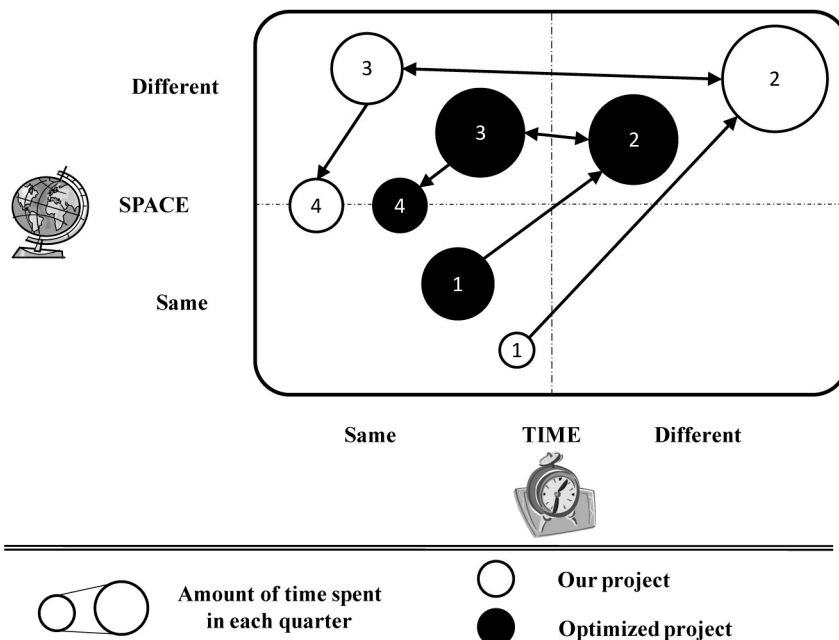 3
2
Different
3
2
SPACE
4
4
1
Same
1
Same
TIME
Different
Amount of time spent
in each quarter
Our project
Optimized project